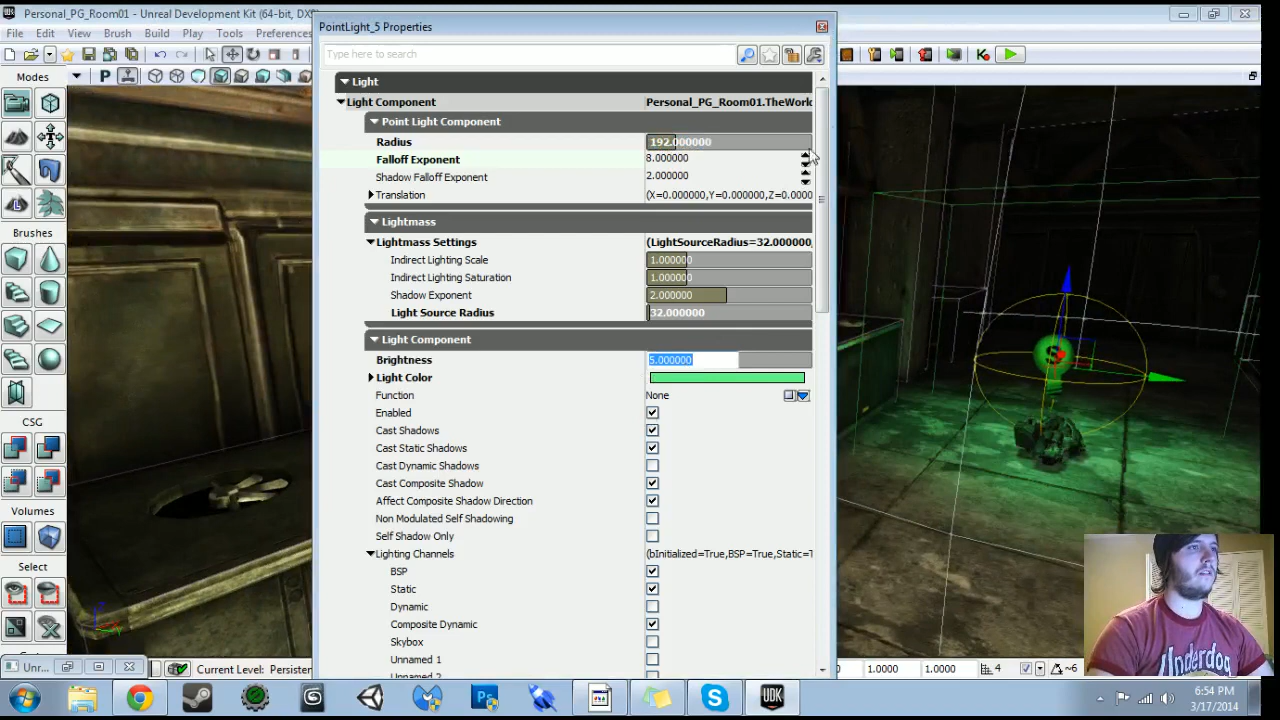 Personal_PG_Room01 - Unreal Development Kit (64-bit, DX
PointLight_5 Properties
File Edit View Brush Build Play Tools Preferences
Type here to search
Modes
P
Light
Light Component Personal_PG_Room01.TheWorld
Point Light Component
Radius 192.000000
Falloff Exponent 8.000000
Shadow Falloff Exponent 2.000000
Translation (X=0.000000,Y=0.000000,Z=0.0000
Lightmass
Lightmass Settings (LightSourceRadius=32.000000,
Brushes
Indirect Lighting Scale 1.000000
Indirect Lighting Saturation 1.000000
Shadow Exponent 2.000000
Light Source Radius 32.000000
Light Component
Brightness 5.000000
Light Color
Function None
Enabled
CSG
Cast Shadows
Cast Static Shadows
Cast Dynamic Shadows
Cast Composite Shadow
Affect Composite Shadow Direction
Volumes
Non Modulated Self Shadowing
Self Shadow Only
Lighting Channels (bInitialized=True,BSP=True,Static=T
Select
BSP
Static
Dynamic
Composite Dynamic
Skybox
Unnamed 1
Unnamed 2
Underdog
Unr...
Current Level: Persisten
1.0000 1.0000 4 ~6
UDK
6:54 PM
3/17/2014